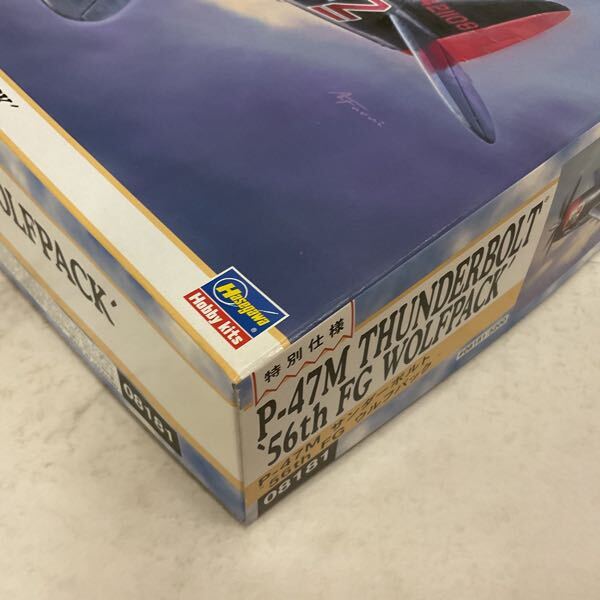 Z
Hasegawa
Hobby kits
OLFPACK'
08181
特別仕様
P-47M THUNDERBOLT
'56th FG WOLFPACK'
P-47M サンダーボルト
'56th FG ウルフパック'
08181